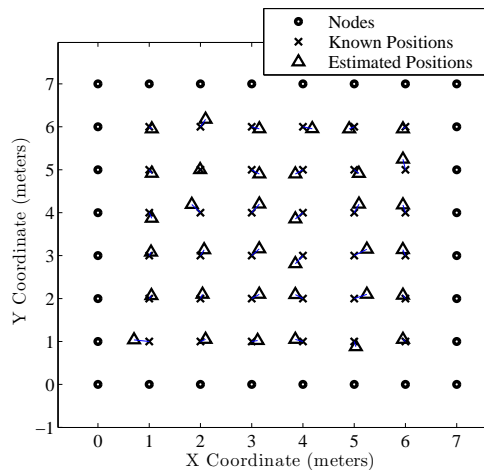 Nodes
Known Positions
Estimated Positions
7
6
5
4
3
2
1
0
−1
Y Coordinate (meters)
0 1 2 3 4 5 6 7
X Coordinate (meters)